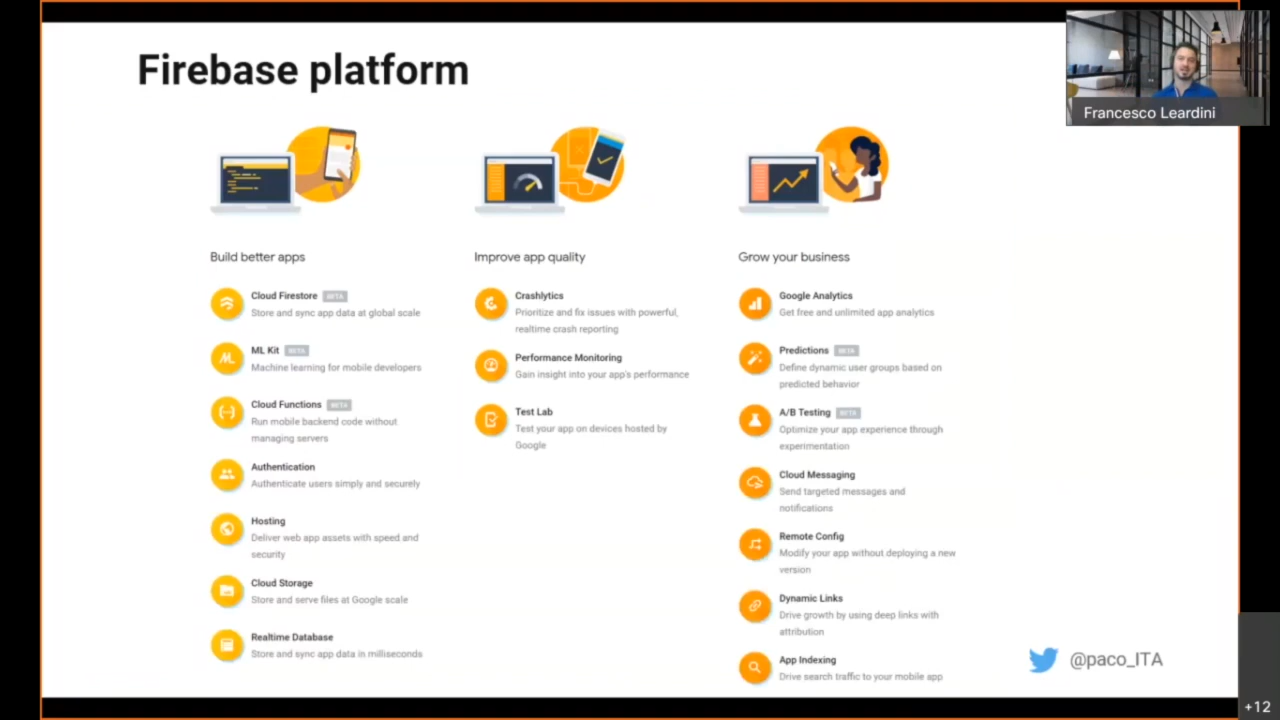 Firebase platform
Francesco Leardini
Build better apps
Cloud Firestore BETA
Store and sync app data at global scale
ML Kit BETA
Machine learning for mobile developers
Cloud Functions BETA
Run mobile backend code without
managing servers
Authentication
Authenticate users simply and securely
Hosting
Deliver web app assets with speed and
security
Cloud Storage
Store and serve files at Google scale
Realtime Database
Store and sync app data in milliseconds
Improve app quality
Crashlytics
Prioritize and fix issues with powerful,
realtime crash reporting
Performance Monitoring
Gain insight into your app's performance
Test Lab
Test your app on devices hosted by
Google
Grow your business
Google Analytics
Get free and unlimited app analytics
Predictions BETA
Define dynamic user groups based on
predicted behavior
A/B Testing BETA
Optimize your app experience through
experimentation
Cloud Messaging
Send targeted messages and
notifications
Remote Config
Modify your app without deploying a new
version
Dynamic Links
Drive growth by using deep links with
attribution
App Indexing
Drive search traffic to your mobile app
@paco_ITA
+12